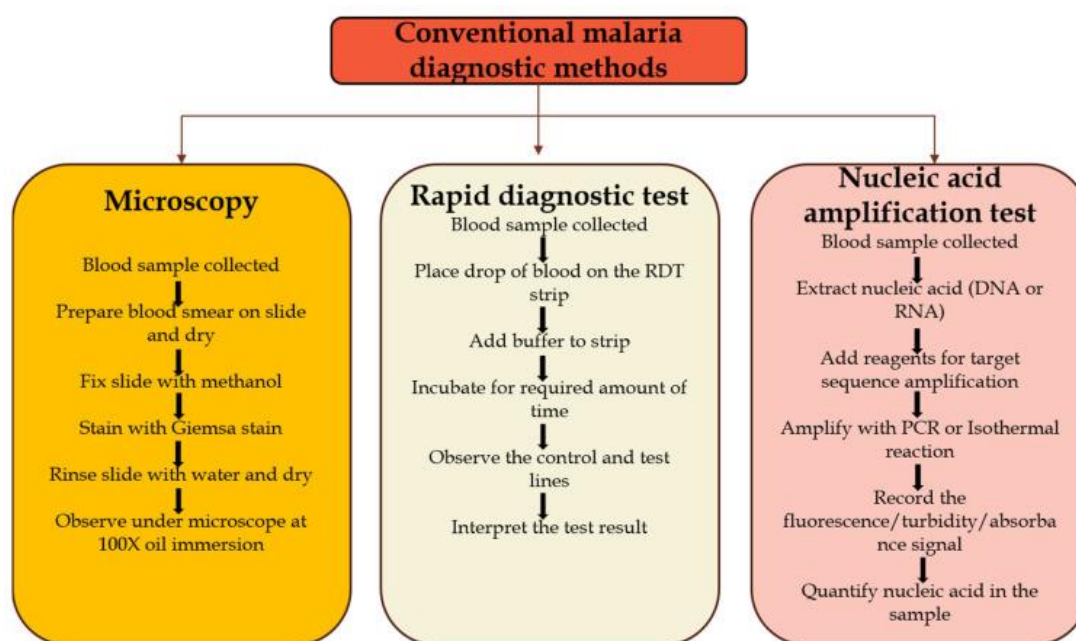 Conventional malaria
diagnostic methods
Microscopy
Blood sample collected
Prepare blood smear on slide
and dry
Fix slide with methanol
Stain with Giemsa stain
Rinse slide with water and dry
Observe under microscope at
100X oil immersion
Rapid diagnostic test
Blood sample collected
Place drop of blood on the RDT
strip
Add buffer to strip
Incubate for required amount of
time
Observe the control and test
lines
Interpret the test result
Nucleic acid
amplification test
Blood sample collected
Extract nucleic acid (DNA or
RNA)
Add reagents for target
sequence amplification
Amplify with PCR or Isothermal
reaction
Record the
fluorescence/turbidity/absorba
nce signal
Quantify nucleic acid in the
sample